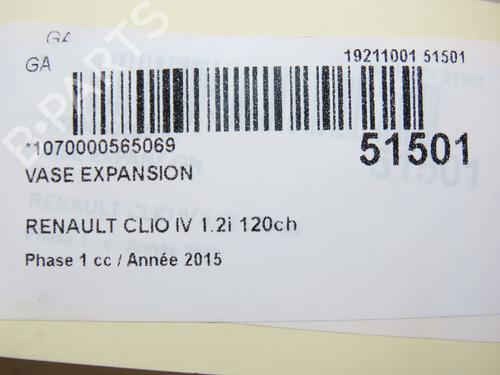 GA
GA
19211001 51501
*1070000565069
51501
VASE EXPANSION
RENAULT CLIO IV 1.2i 120ch
Phase 1 cc / Année 2015
B-PARTS